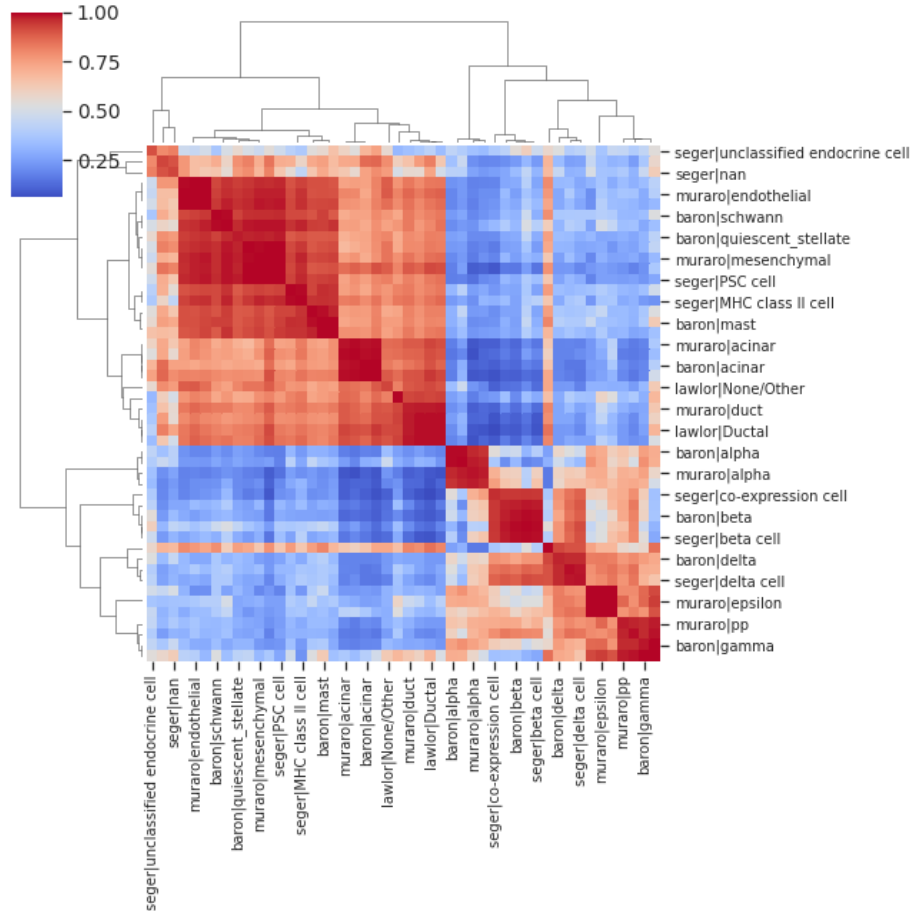 1.00
0.75
0.50
0.25
seger|unclassified endocrine cell
seger|nan
muraro|endothelial
baron|schwann
baron|quiescent_stellate
muraro|mesenchymal
seger|PSC cell
seger|MHC class II cell
baron|mast
muraro|acinar
baron|acinar
lawlor|None/Other
muraro|duct
lawlor|Ductal
baron|alpha
muraro|alpha
seger|co-expression cell
baron|beta
seger|beta cell
baron|delta
seger|delta cell
muraro|epsilon
muraro|pp
baron|gamma
seger|unclassified endocrine cell
seger|nan
muraro|endothelial
baron|schwann
baron|quiescent_stellate
muraro|mesenchymal
seger|PSC cell
seger|MHC class II cell
baron|mast
muraro|acinar
baron|acinar
lawlor|None/Other
muraro|duct
lawlor|Ductal
baron|alpha
muraro|alpha
seger|co-expression cell
baron|beta
seger|beta cell
baron|delta
seger|delta cell
muraro|epsilon
muraro|pp
baron|gamma